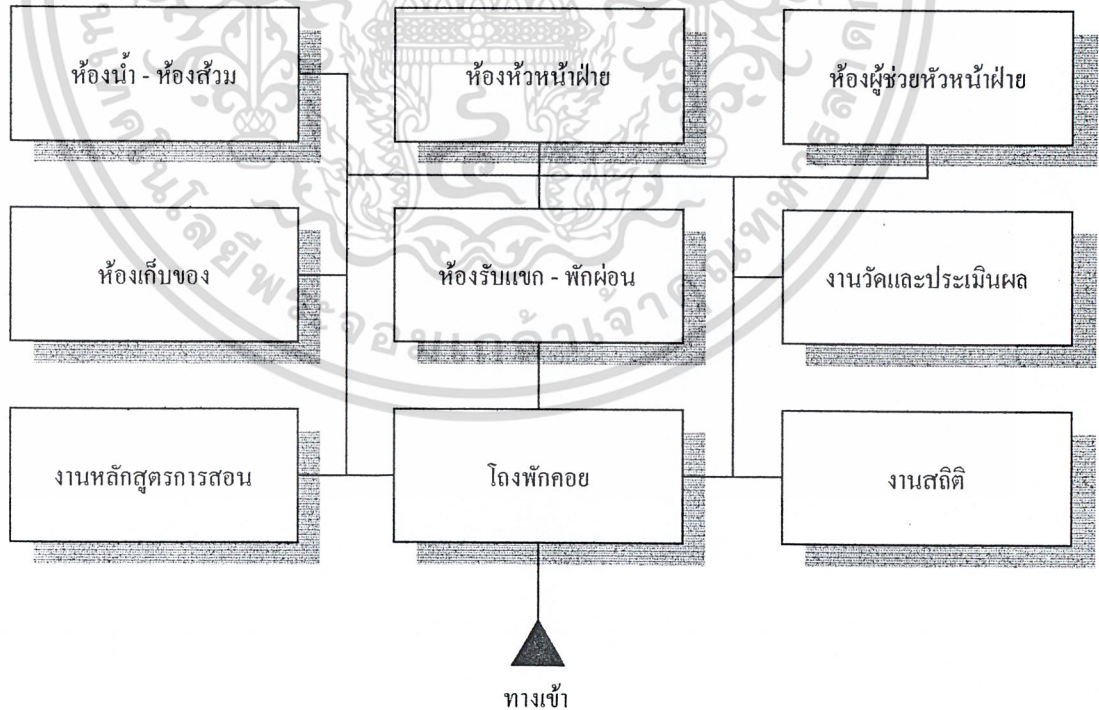 ห้องน้ำ - ห้องส้วม
ห้องหัวหน้าฝ่าย
ห้องผู้ช่วยหัวหน้าฝ่าย
ห้องเก็บของ
ห้องรับแขก - พักผ่อน
งานวัดและประเมินผล
งานหลักสูตรการสอน
โถงพักคอย
งานสถิติ
ทางเข้า